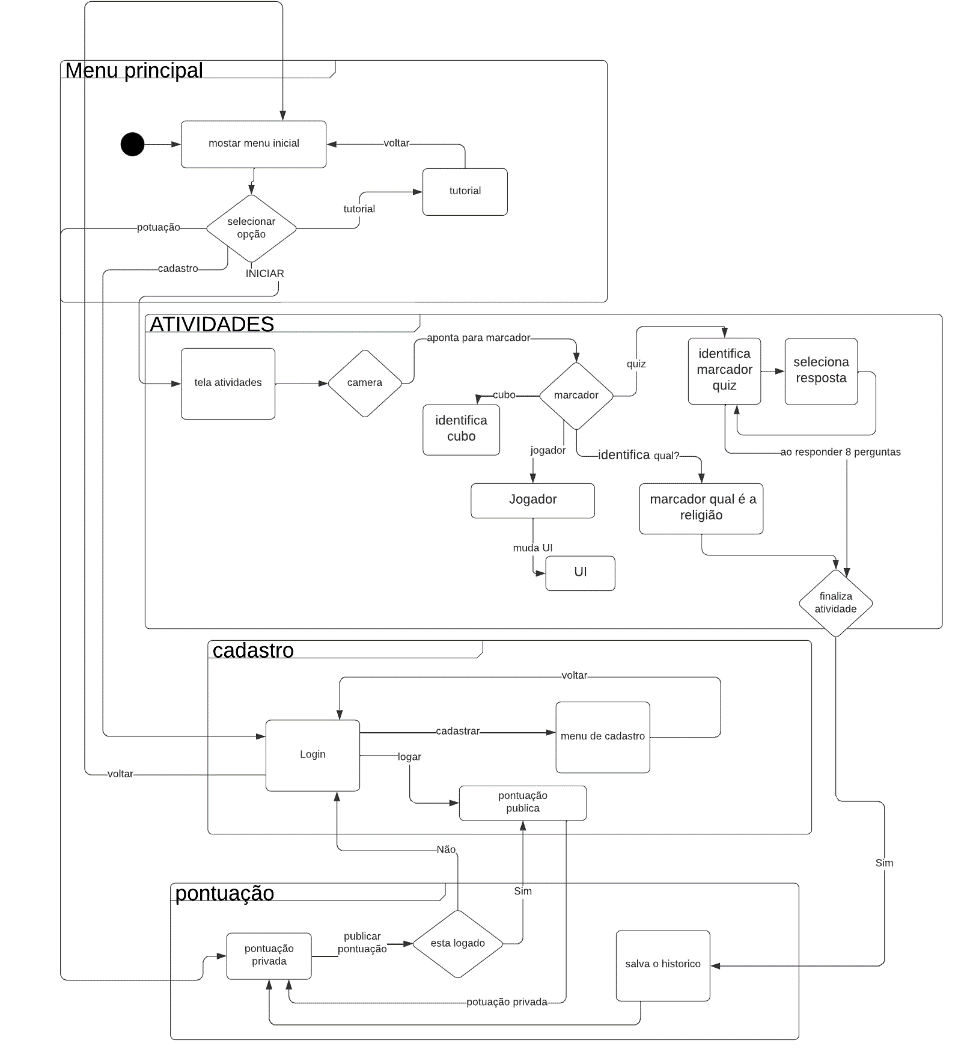 Menu principal
mostar menu inicial
voltar
tutorial
tutorial
selecionar
opção
potuação
cadastro
INICIAR
ATIVIDADES
aponta para marcador
tela atividades
camera
cubo
marcador
quiz
identifica
marcador
quiz
seleciona
resposta
identifica
cubo
jogador
identifica qual?
ao responder 8 perguntas
Jogador
marcador qual é a
religião
muda UI
UI
finaliza
atividade
cadastro
voltar
Login
cadastrar
menu de cadastro
logar
voltar
pontuação
publica
Não
Sim
Sim
pontuação
pontuação
privada
publicar
pontuação
esta logado
salva o historico
potuação privada